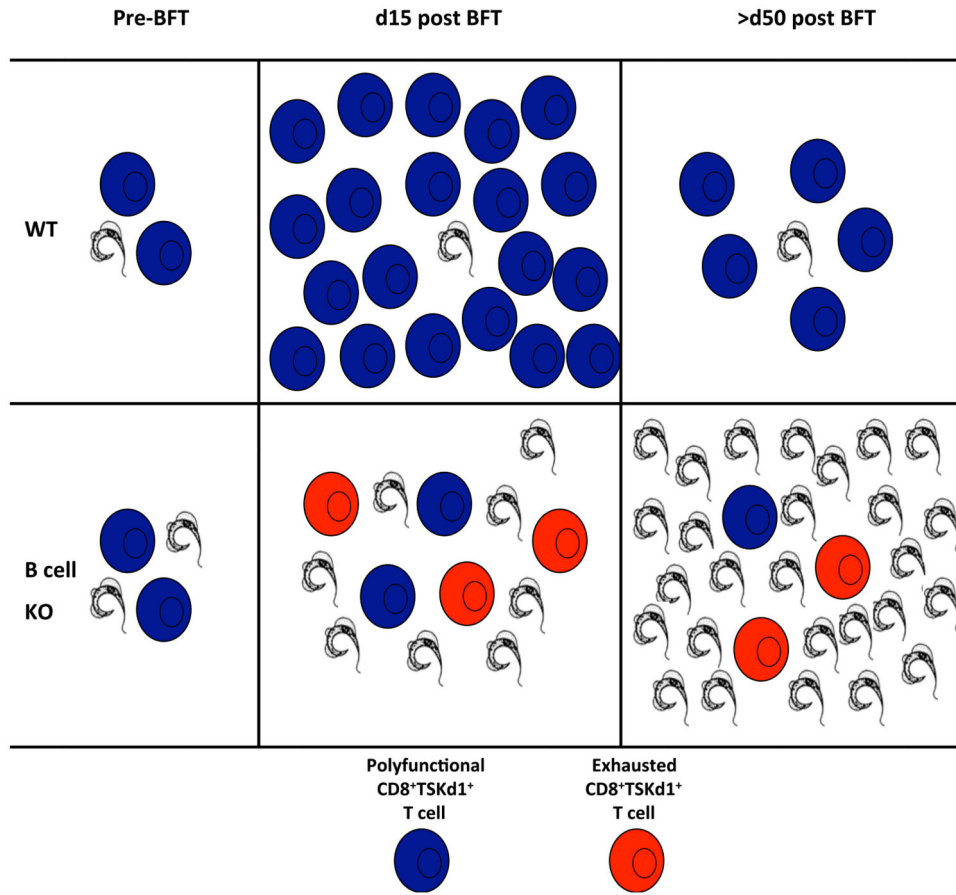 Pre-BFT
d15 post BFT
>d50 post BFT
WT
B cell
KO
Polyfunctional
CD8⁺TSKd1⁺
T cell
Exhausted
CD8⁺TSKd1⁺
T cell